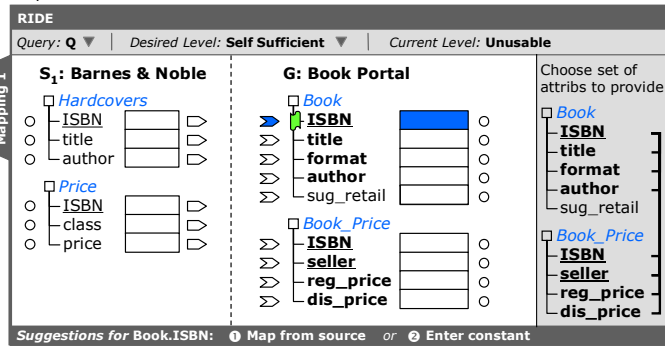 RIDE
Query: Q ▼ | Desired Level: Self Sufficient ▼ | Current Level: Unusable
Mapping 1
S1: Barnes & Noble
Hardcovers
ISBN
title
author
Price
ISBN
class
price
G: Book Portal
Book
ISBN
title
format
author
sug_retail
Book_Price
ISBN
seller
reg_price
dis_price
Choose set of
attribs to provide
Book
ISBN
title
format
author
sug_retail
Book_Price
ISBN
seller
reg_price
dis_price
Suggestions for Book.ISBN: ❶ Map from source or ❷ Enter constant